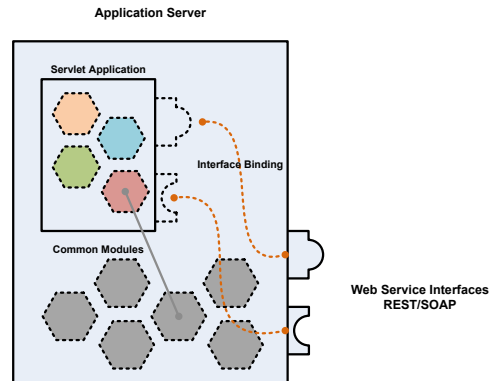 Application Server
Servlet Application
Interface Binding
Common Modules
Web Service Interfaces
REST/SOAP